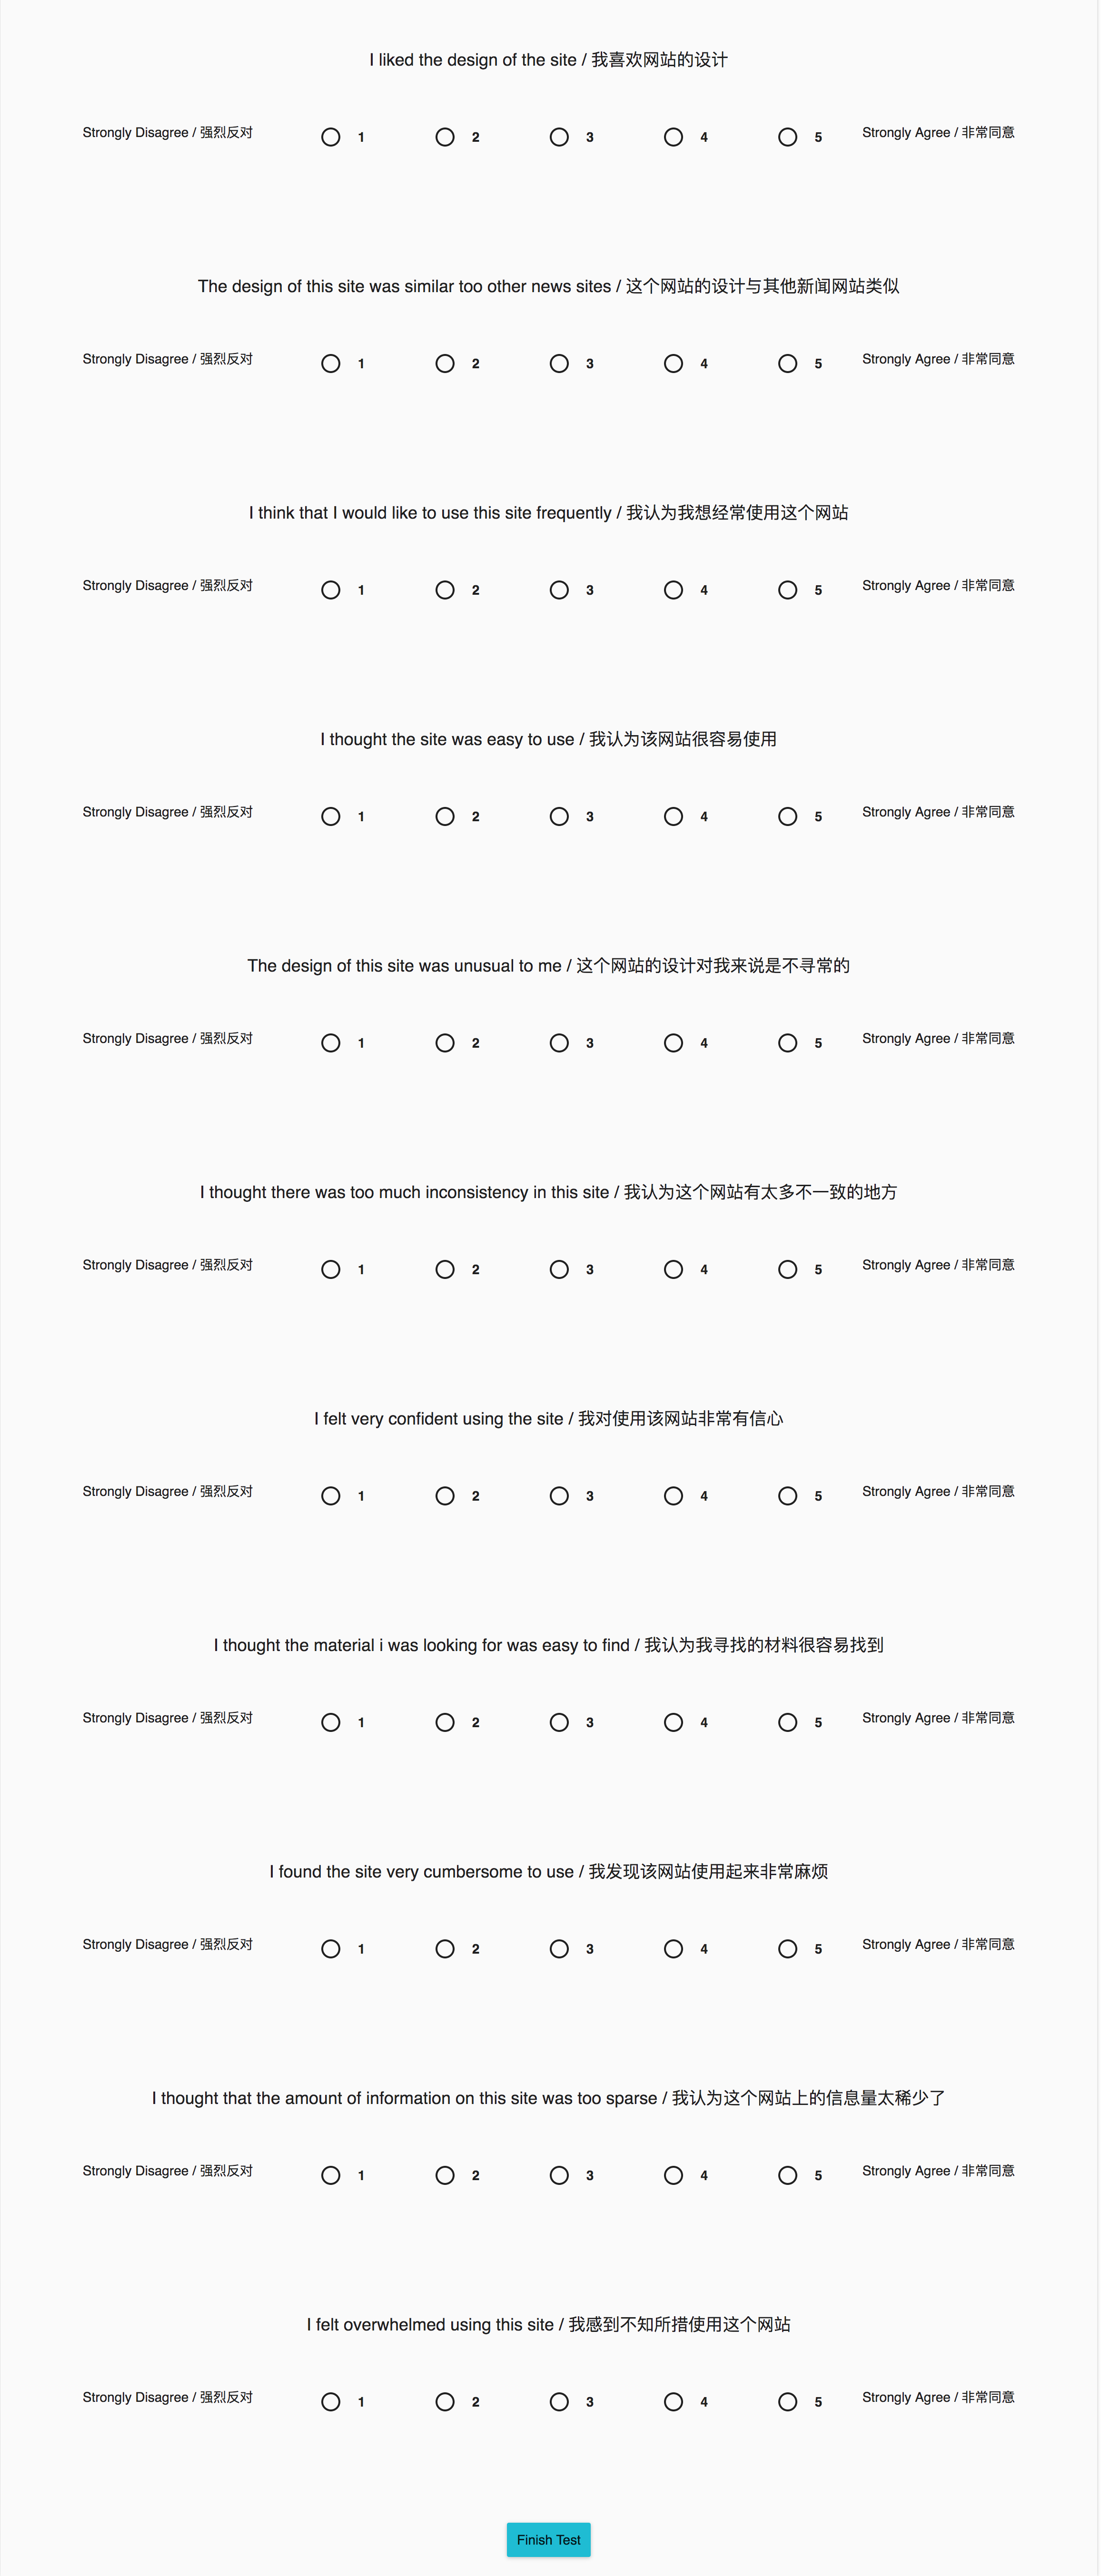 I liked the design of the site / 我喜欢网站的设计
Strongly Disagree / 强烈反对 1 2 3 4 5 Strongly Agree / 非常同意
The design of this site was similar too other news sites / 这个网站的设计与其他新闻网站类似
Strongly Disagree / 强烈反对 1 2 3 4 5 Strongly Agree / 非常同意
I think that I would like to use this site frequently / 我认为我想经常使用这个网站
Strongly Disagree / 强烈反对 1 2 3 4 5 Strongly Agree / 非常同意
I thought the site was easy to use / 我认为该网站很容易使用
Strongly Disagree / 强烈反对 1 2 3 4 5 Strongly Agree / 非常同意
The design of this site was unusual to me / 这个网站的设计对我来说是不寻常的
Strongly Disagree / 强烈反对 1 2 3 4 5 Strongly Agree / 非常同意
I thought there was too much inconsistency in this site / 我认为这个网站有太多不一致的地方
Strongly Disagree / 强烈反对 1 2 3 4 5 Strongly Agree / 非常同意
I felt very confident using the site / 我对使用该网站非常有信心
Strongly Disagree / 强烈反对 1 2 3 4 5 Strongly Agree / 非常同意
I thought the material i was looking for was easy to find / 我认为我寻找的材料很容易找到
Strongly Disagree / 强烈反对 1 2 3 4 5 Strongly Agree / 非常同意
I found the site very cumbersome to use / 我发现该网站使用起来非常麻烦
Strongly Disagree / 强烈反对 1 2 3 4 5 Strongly Agree / 非常同意
I thought that the amount of information on this site was too sparse / 我认为这个网站上的信息量太稀少了
Strongly Disagree / 强烈反对 1 2 3 4 5 Strongly Agree / 非常同意
I felt overwhelmed using this site / 我感到不知所措使用这个网站
Strongly Disagree / 强烈反对 1 2 3 4 5 Strongly Agree / 非常同意
Finish Test